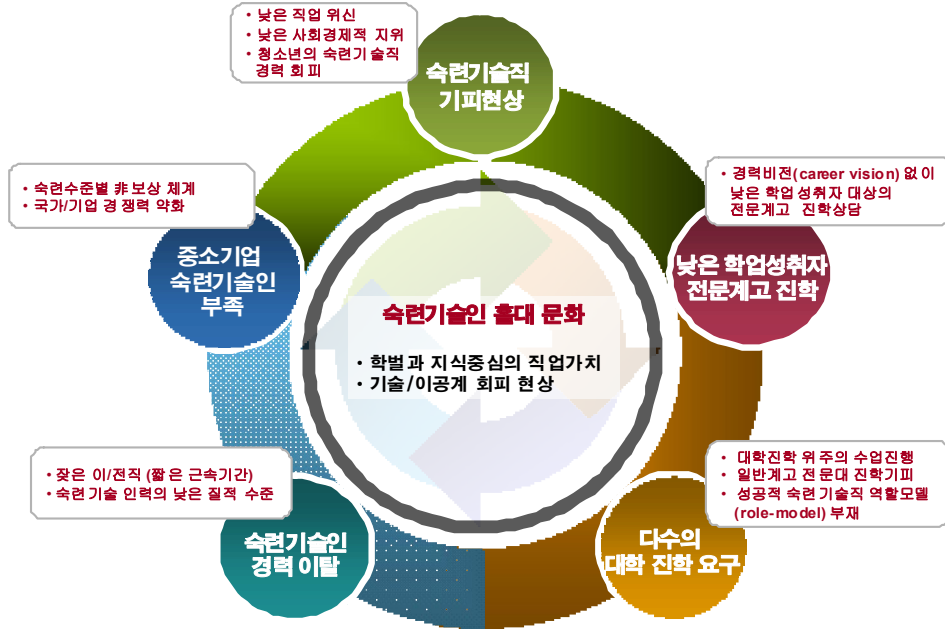 • 낮은 직업 위신
• 낮은 사회경제적 지위
• 청소년의 숙련기술직
경력 회피
숙련기술직
기피현상
• 경력비전(career vision) 없이
낮은 학업성취자 대상의
전문계고 진학상담
낮은 학업성취자
전문계고 진학
• 대학진학 위주의 수업진행
• 일반계고 전문대 진학기피
• 성공적 숙련기술직 역할모델
(role-model) 부재
다수의
대학 진학 요구
• 잦은 이/전직 (짧은 근속기간)
• 숙련기술 인력의 낮은 질적 수준
숙련기술인
경력 이탈
• 숙련수준별 非보상 체계
• 국가/기업 경쟁력 약화
중소기업
숙련기술인
부족
숙련기술인 홀대 문화
• 학벌과 지식중심의 직업가치
• 기술/이공계 회피 현상